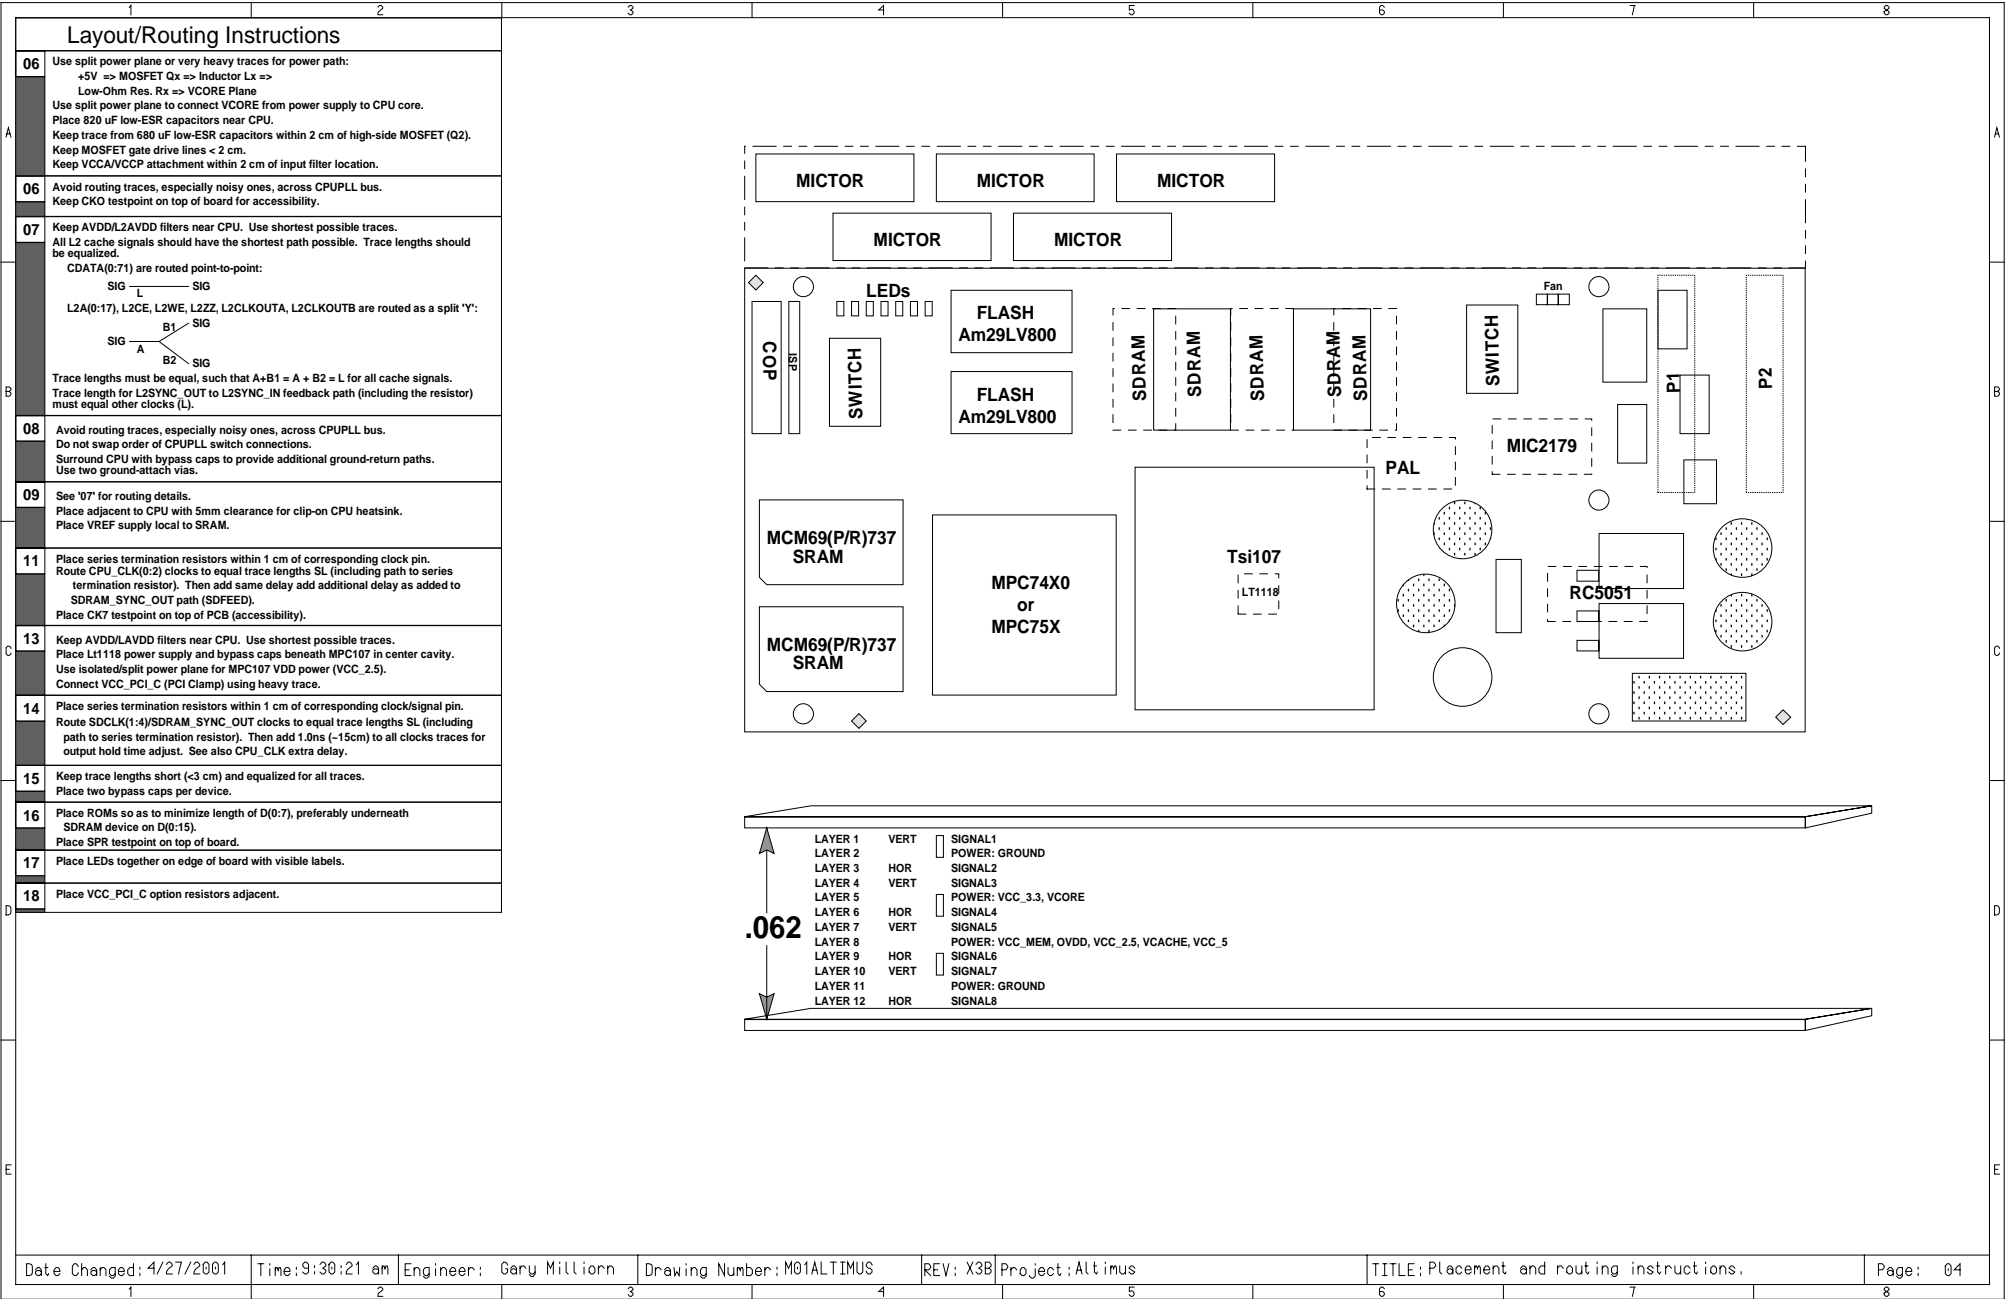 1 2 3 4 5 6 7 8
Layout/Routing Instructions
06 Use split power plane or very heavy traces for power path:
+5V => MOSFET Qx => Inductor Lx =>
Low-Ohm Res. Rx => VCORE Plane
Use split power plane to connect VCORE from power supply to CPU core.
Place 820 uF low-ESR capacitors near CPU.
Keep trace from 680 uF low-ESR capacitors within 2 cm of high-side MOSFET (Q2).
Keep MOSFET gate drive lines < 2 cm.
Keep VCCA/VCCP attachment within 2 cm of input filter location.
06 Avoid routing traces, especially noisy ones, across CPUPLL bus.
Keep CKO testpoint on top of board for accessibility.
07 Keep AVDD/L2AVDD filters near CPU. Use shortest possible traces.
All L2 cache signals should have the shortest path possible. Trace lengths should
be equalized.
CDATA(0:71) are routed point-to-point:
SIG L SIG
L2A(0:17), L2CE, L2WE, L2ZZ, L2CLKOUTA, L2CLKOUTB are routed as a split 'Y':
B1 SIG
SIG A
B2 SIG
Trace lengths must be equal, such that A+B1 = A + B2 = L for all cache signals.
Trace length for L2SYNC_OUT to L2SYNC_IN feedback path (including the resistor)
must equal other clocks (L).
08 Avoid routing traces, especially noisy ones, across CPUPLL bus.
Do not swap order of CPUPLL switch connections.
Surround CPU with bypass caps to provide additional ground-return paths.
Use two ground-attach vias.
09 See '07' for routing details.
Place adjacent to CPU with 5mm clearance for clip-on CPU heatsink.
Place VREF supply local to SRAM.
11 Place series termination resistors within 1 cm of corresponding clock pin.
Route CPU_CLK(0:2) clocks to equal trace lengths SL (including path to series
termination resistor). Then add same delay add additional delay as added to
SDRAM_SYNC_OUT path (SDFEED).
Place CK7 testpoint on top of PCB (accessibility).
13 Keep AVDD/LAVDD filters near CPU. Use shortest possible traces.
Place Lt1118 power supply and bypass caps beneath MPC107 in center cavity.
Use isolated/split power plane for MPC107 VDD power (VCC_2.5).
Connect VCC_PCI_C (PCI Clamp) using heavy trace.
14 Place series termination resistors within 1 cm of corresponding clock/signal pin.
Route SDCLK(1:4)/SDRAM_SYNC_OUT clocks to equal trace lengths SL (including
path to series termination resistor). Then add 1.0ns (~15cm) to all clocks traces for
output hold time adjust. See also CPU_CLK extra delay.
15 Keep trace lengths short (<3 cm) and equalized for all traces.
Place two bypass caps per device.
16 Place ROMs so as to minimize length of D(0:7), preferably underneath
SDRAM device on D(0:15).
Place SPR testpoint on top of board.
17 Place LEDs together on edge of board with visible labels.
18 Place VCC_PCI_C option resistors adjacent.
A A
B B
C C
D D
E E
MICTOR MICTOR MICTOR
MICTOR MICTOR
COP
ISP
LEDs
SWITCH
FLASH
Am29LV800
FLASH
Am29LV800
SDRAM
SDRAM
SDRAM
SDRAM
SDRAM
SWITCH
Fan
P1
P2
PAL
MIC2179
MCM69(P/R)737
SRAM
MCM69(P/R)737
SRAM
MPC74X0
or
MPC75X
Tsi107
LT1118
RC5051
.062
LAYER 1 VERT SIGNAL1
LAYER 2 POWER: GROUND
LAYER 3 HOR SIGNAL2
LAYER 4 VERT SIGNAL3
LAYER 5 POWER: VCC_3.3, VCORE
LAYER 6 HOR SIGNAL4
LAYER 7 VERT SIGNAL5
LAYER 8 POWER: VCC_MEM, OVDD, VCC_2.5, VCACHE, VCC_5
LAYER 9 HOR SIGNAL6
LAYER 10 VERT SIGNAL7
LAYER 11 POWER: GROUND
LAYER 12 HOR SIGNAL8
Date Changed: 4/27/2001 Time: 9:30:21 am Engineer: Gary Milliorn Drawing Number: M01ALTIMUS REV: X3B Project: Altimus TITLE: Placement and routing instructions. Page: 04
1 2 3 4 5 6 7 8